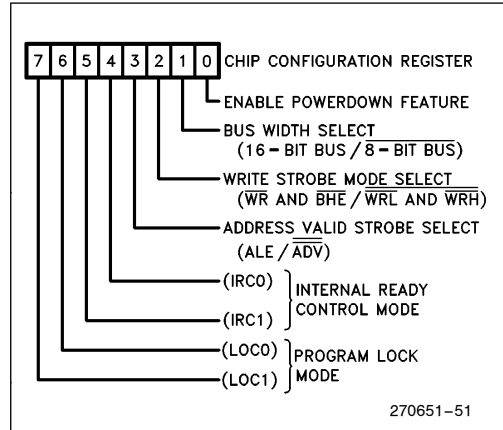 7 6 5 4 3 2 1 0 CHIP CONFIGURATION REGISTER
ENABLE POWERDOWN FEATURE
BUS WIDTH SELECT
(16-BIT BUS / 8-BIT BUS)
WRITE STROBE MODE SELECT
(WR AND BHE / WRL AND WRH)
ADDRESS VALID STROBE SELECT
(ALE / ADV)
(IRC0)
INTERNAL READY
CONTROL MODE
(IRC1)
(LOC0)
PROGRAM LOCK
MODE
(LOC1)
270651-51